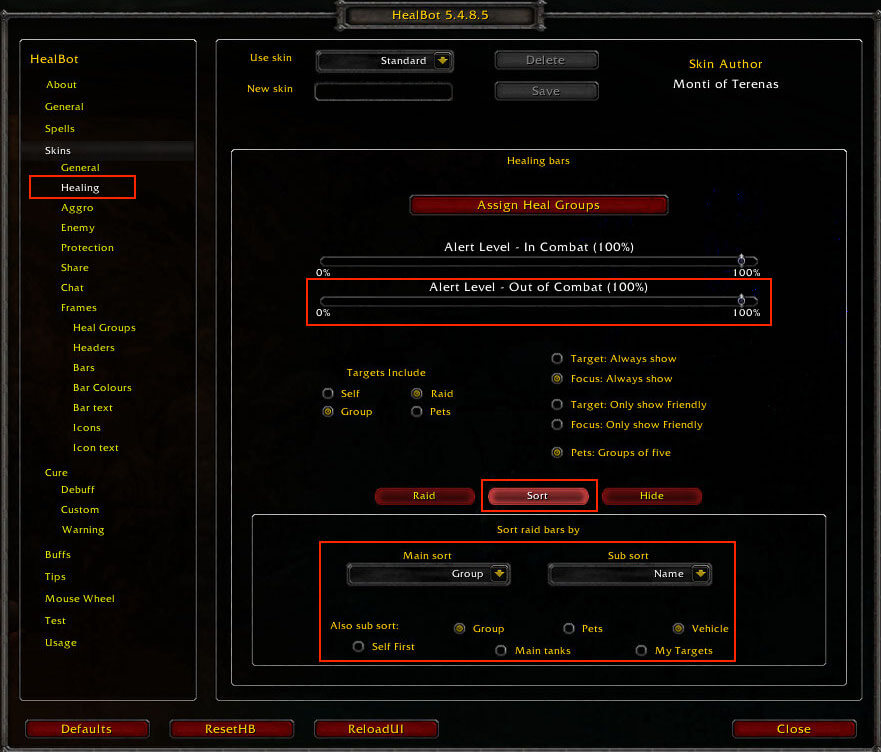 HealBot 5.4.8.5
HealBot
About
General
Spells
Skins
General
Healing
Aggro
Enemy
Protection
Share
Chat
Frames
Heal Groups
Headers
Bars
Bar Colours
Bar text
Icons
Icon text
Cure
Debuff
Custom
Warning
Buffs
Tips
Mouse Wheel
Test
Usage
Use skin Standard Delete
New skin Save
Skin Author
Monti of Terenas
Healing bars
Assign Heal Groups
Alert Level - In Combat (100%)
0% 100%
Alert Level - Out of Combat (100%)
0% 100%
Targets Include
Self Raid
Group Pets
Target: Always show
Focus: Always show
Target: Only show Friendly
Focus: Only show Friendly
Pets: Groups of five
Raid Sort Hide
Sort raid bars by
Main sort Sub sort
Group Name
Also sub sort: Group Pets Vehicle
Self First Main tanks My Targets
Defaults ResetHB ReloadUI Close